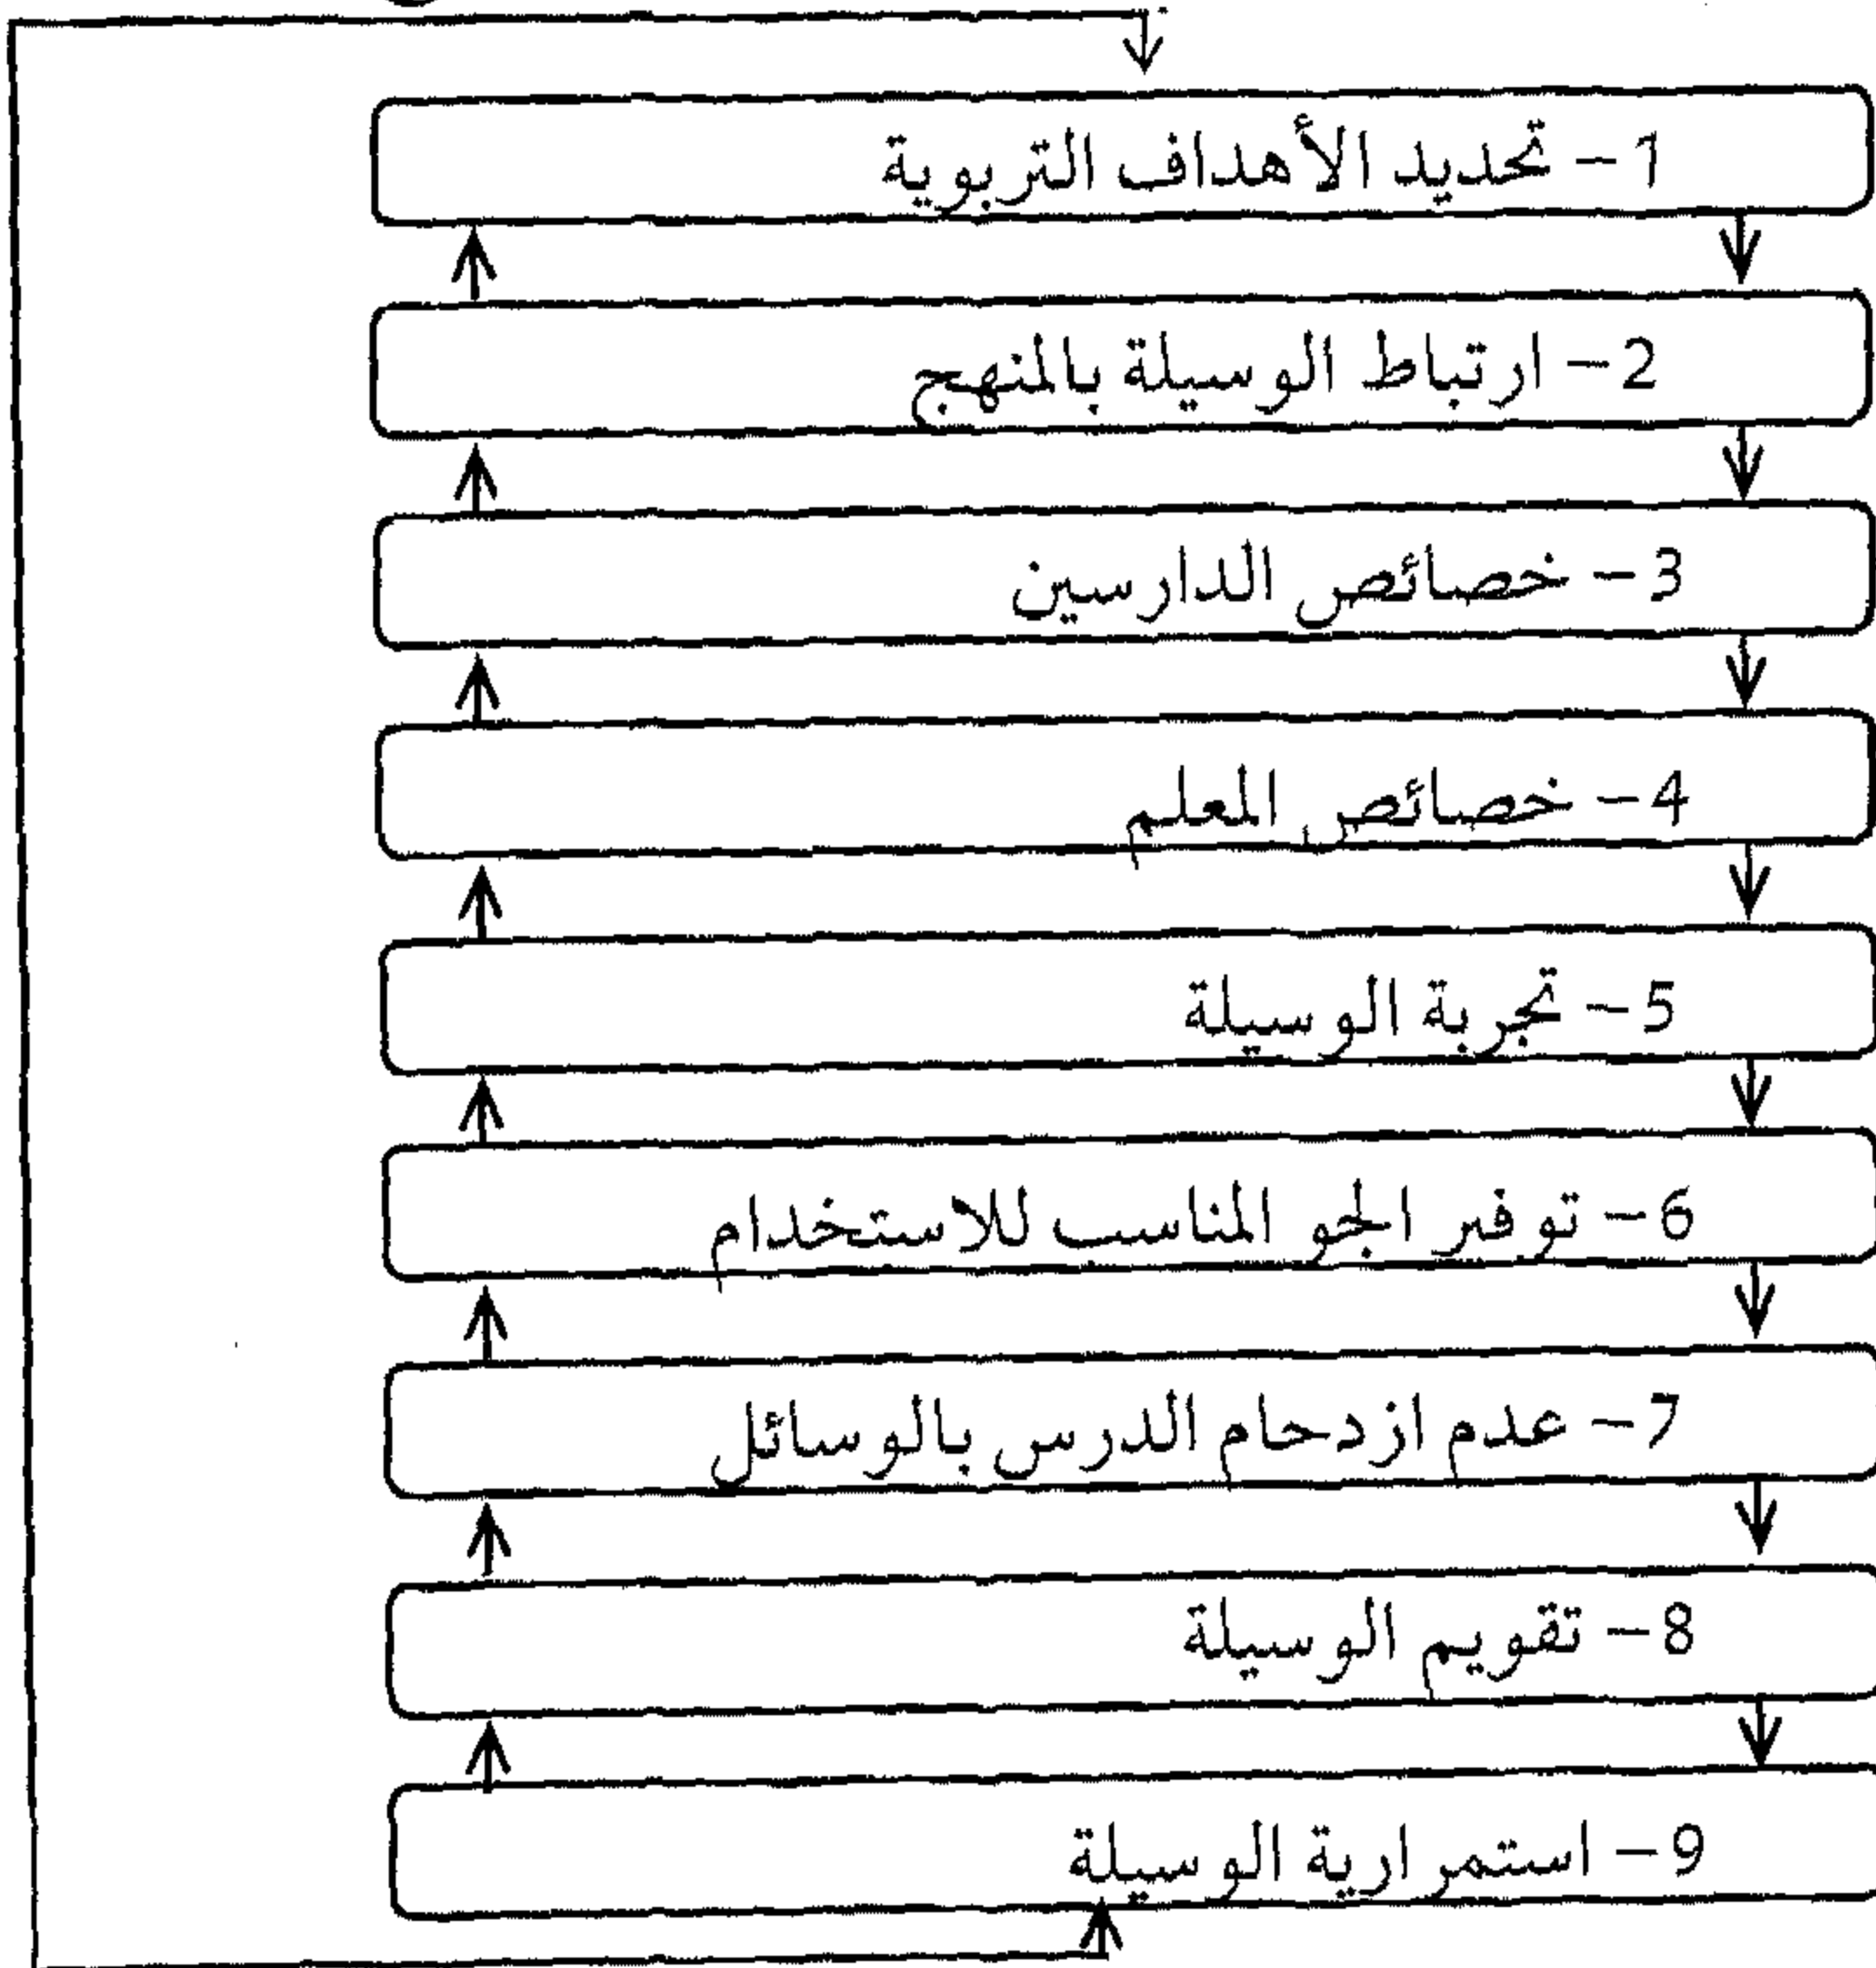 1- تحديد الأهداف التربوية
2- ارتباط الوسيلة بالمنهج
3- خصائص الدارسين
4- خصائص المعلم
5- تجربة الوسيلة
6- توفير الجو المناسب للاستخدام
7- عدم ازدحام الدرس بالوسائل
8- تقويم الوسيلة
9- استمرارية الوسيلة